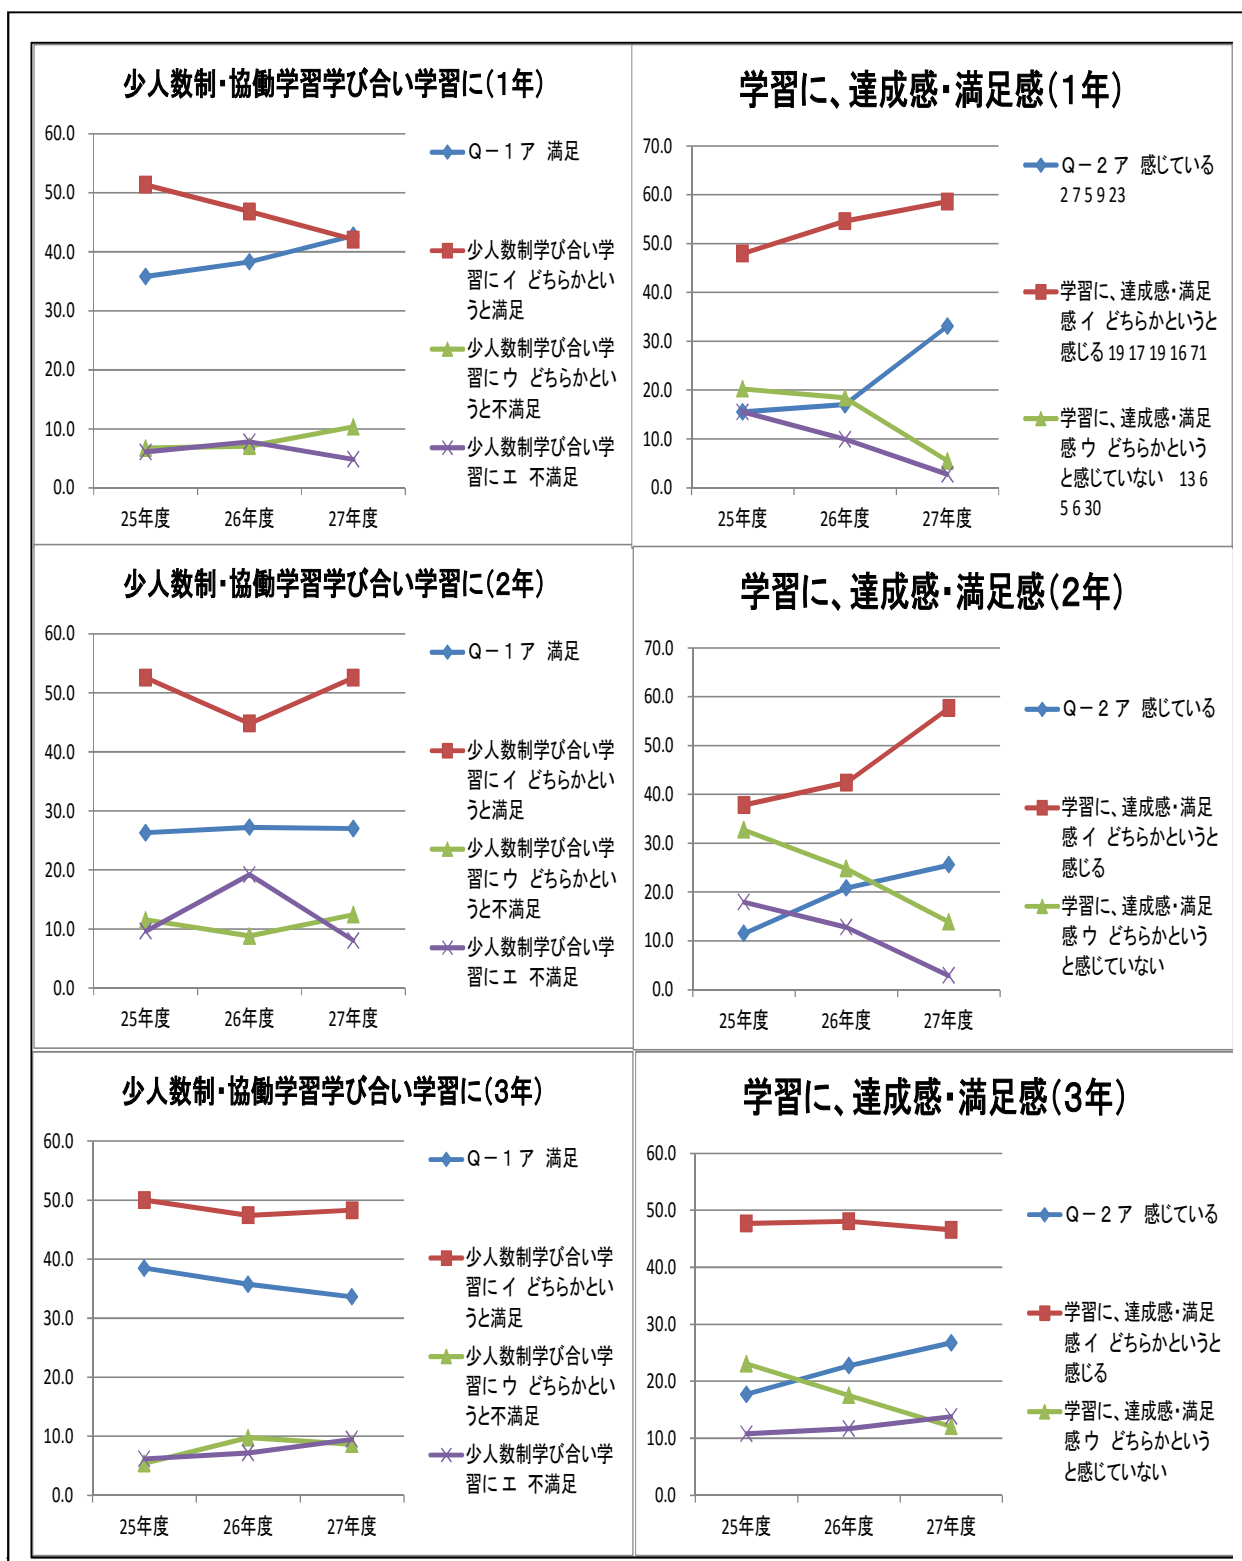 少人数制・協働学習学び合い学習に(1年)
60.0
50.0
40.0
30.0
20.0
10.0
0.0
25年度
26年度
27年度
Q－1ア 満足
少人数制学び合い学
習にイ どちらかとい
うと満足
少人数制学び合い学
習にウ どちらかとい
うと不満足
少人数制学び合い学
習にエ 不満足
学習に、達成感・満足感(1年)
70.0
60.0
50.0
40.0
30.0
20.0
10.0
0.0
25年度
26年度
27年度
Q－2ア 感じている
2 7 5 9 23
学習に、達成感・満足
感イ どちらかというと
感じる 19 17 19 16 71
学習に、達成感・満足
感ウ どちらかという
と感じていない 13 6
5 6 30
少人数制・協働学習学び合い学習に(2年)
60.0
50.0
40.0
30.0
20.0
10.0
0.0
25年度
26年度
27年度
Q－1ア 満足
少人数制学び合い学
習にイ どちらかとい
うと満足
少人数制学び合い学
習にウ どちらかとい
うと不満足
少人数制学び合い学
習にエ 不満足
学習に、達成感・満足感(2年)
70.0
60.0
50.0
40.0
30.0
20.0
10.0
0.0
25年度
26年度
27年度
Q－2ア 感じている
学習に、達成感・満足
感イ どちらかというと
感じる
学習に、達成感・満足
感ウ どちらかという
と感じていない
少人数制・協働学習学び合い学習に(3年)
60.0
50.0
40.0
30.0
20.0
10.0
0.0
25年度
26年度
27年度
Q－1ア 満足
少人数制学び合い学
習にイ どちらかとい
うと満足
少人数制学び合い学
習にウ どちらかとい
うと不満足
少人数制学び合い学
習にエ 不満足
学習に、達成感・満足感(3年)
60.0
50.0
40.0
30.0
20.0
10.0
0.0
25年度
26年度
27年度
Q－2ア 感じている
学習に、達成感・満足
感イ どちらかというと
感じる
学習に、達成感・満足
感ウ どちらかという
と感じていない